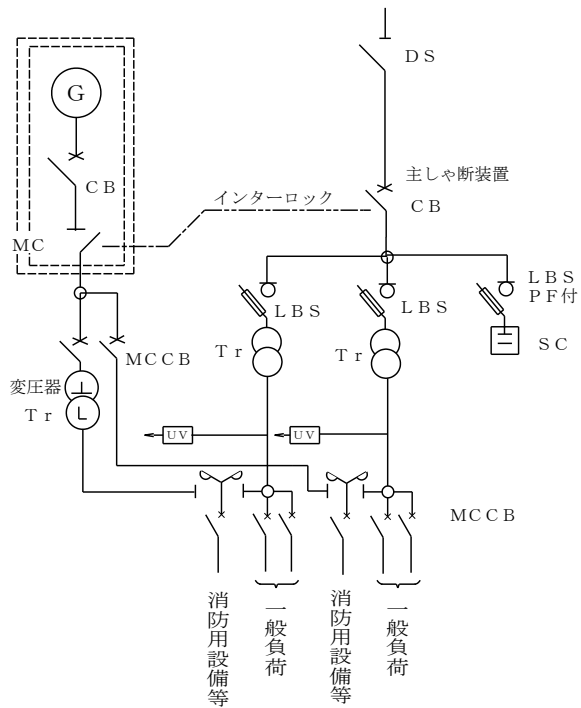 ＤＳ
Ｇ
主しゃ断装置
ＣＢ
ＣＢ
インターロック
ＭＣ
ＬＢＳ
ＰＦ付
ＬＢＳ
ＬＢＳ
ＳＣ
Ｔｒ
Ｔｒ
ＭＣＣＢ
変圧器
Ｔｒ
ＵＶ
ＵＶ
ＭＣＣＢ
消防用設備等
一般負荷
消防用設備等
一般負荷